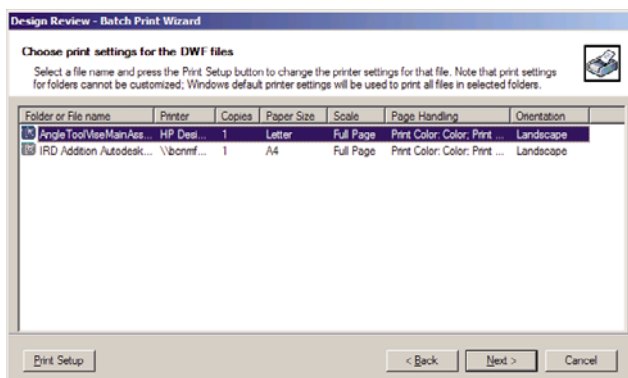 Design Review - Batch Print Wizard
Choose print settings for the DWF files
Select a file name and press the Print Setup button to change the printer settings for that file. Note that print settings
for folders cannot be customized; Windows default printer settings will be used to print all files in selected folders.
Folder or File name Printer Copies Paper Size Scale Page Handling Orientation
AngleToolViseMainAss... HP Desi... 1 Letter Full Page Print Color: Color; Print ... Landscape
IRD Addition Autodesk... \\bcnmf... 1 A4 Full Page Print Color: Color: Print ... Landscape
Print Setup < Back Next > Cancel